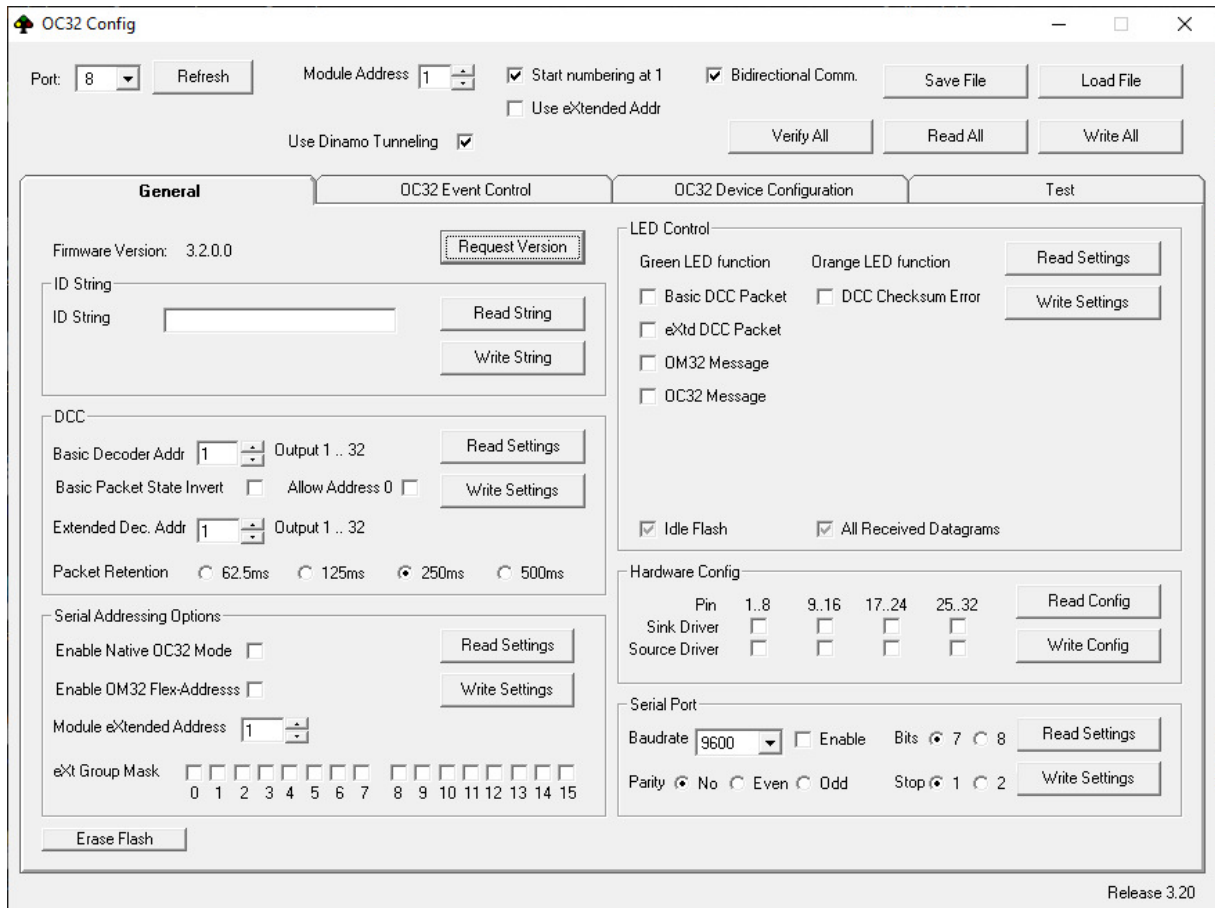 OC32 Config
Port: 8 Refresh Module Address 1 Start numbering at 1 Bidirectional Comm. Save File Load File
Use eXtended Addr
Use Dinamo Tunneling Verify All Read All Write All
General OC32 Event Control OC32 Device Configuration Test
Firmware Version: 3.2.0.0 Request Version
ID String
ID String Read String
Write String
DCC
Basic Decoder Addr 1 Output 1 .. 32 Read Settings
Basic Packet State Invert Allow Address 0 Write Settings
Extended Dec. Addr 1 Output 1 .. 32
Packet Retention 62.5ms 125ms 250ms 500ms
Serial Addressing Options
Enable Native OC32 Mode Read Settings
Enable OM32 Flex-Addresss Write Settings
Module eXtended Address 1
eXt Group Mask
0 1 2 3 4 5 6 7 8 9 10 11 12 13 14 15
Erase Flash
LED Control
Green LED function Orange LED function Read Settings
Basic DCC Packet DCC Checksum Error Write Settings
eXtd DCC Packet
OM32 Message
OC32 Message
Idle Flash All Received Datagrams
Hardware Config
Pin 1..8 9..16 17..24 25..32 Read Config
Sink Driver
Source Driver Write Config
Serial Port
Baudrate 9600 Enable Bits 7 8 Read Settings
Parity No Even Odd Stop 1 2 Write Settings
Release 3.20